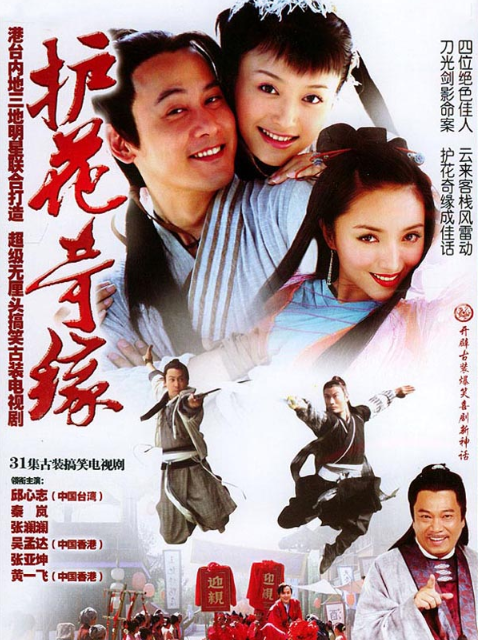 护花奇缘
港台内地三地明星联合打造 超级无厘头搞笑古装电视剧
四位绝色佳人 云来客栈风雷动
刀光剑影命案 护花奇缘成佳话
开辟古装爆笑喜剧新神话
31集古装搞笑电视剧
领衔主演:
邱心志(中国台湾)
秦岚
张澜澜
吴孟达(中国香港)
张亚坤
黄一飞(中国香港)
迎親
迎親